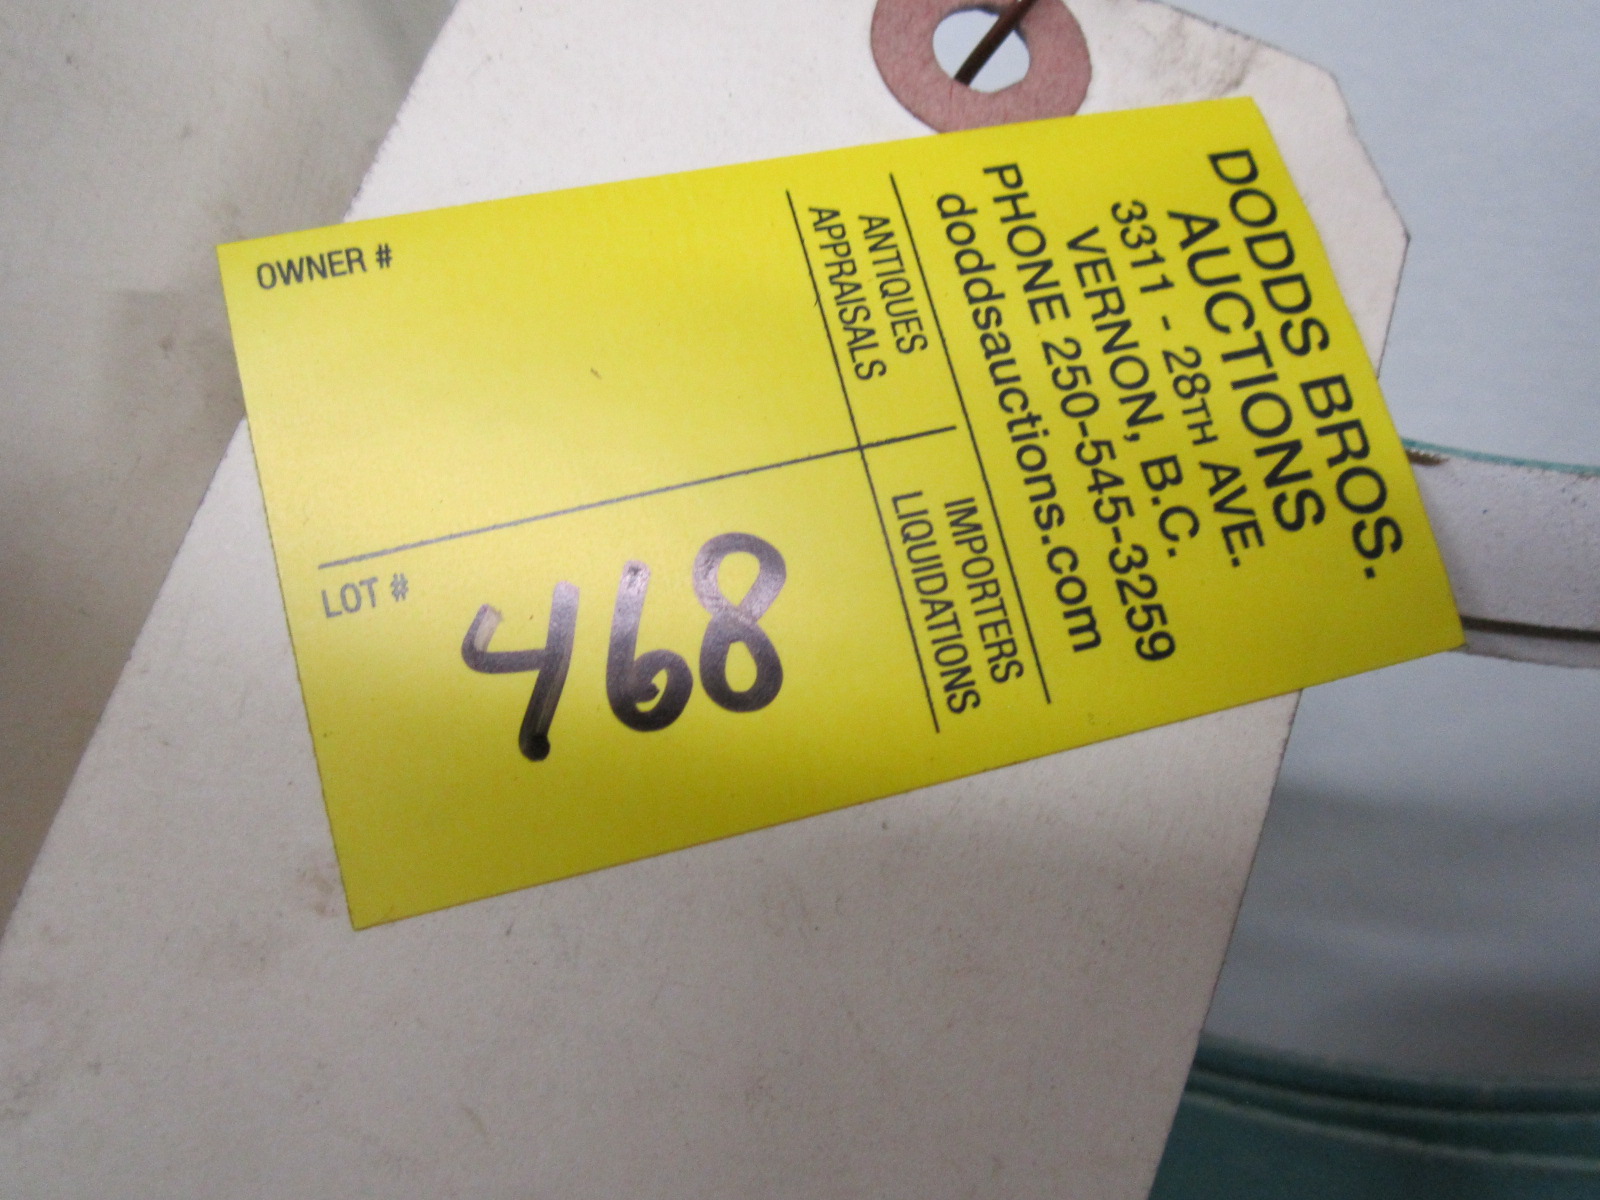 DODDS BROS.
AUCTIONS
3311 - 28TH AVE.
VERNON, B.C.
PHONE 250-545-3259
doddsauctions.com
ANTIQUES
APPRAISALS
IMPORTERS
LIQUIDATIONS
OWNER #
LOT #
468